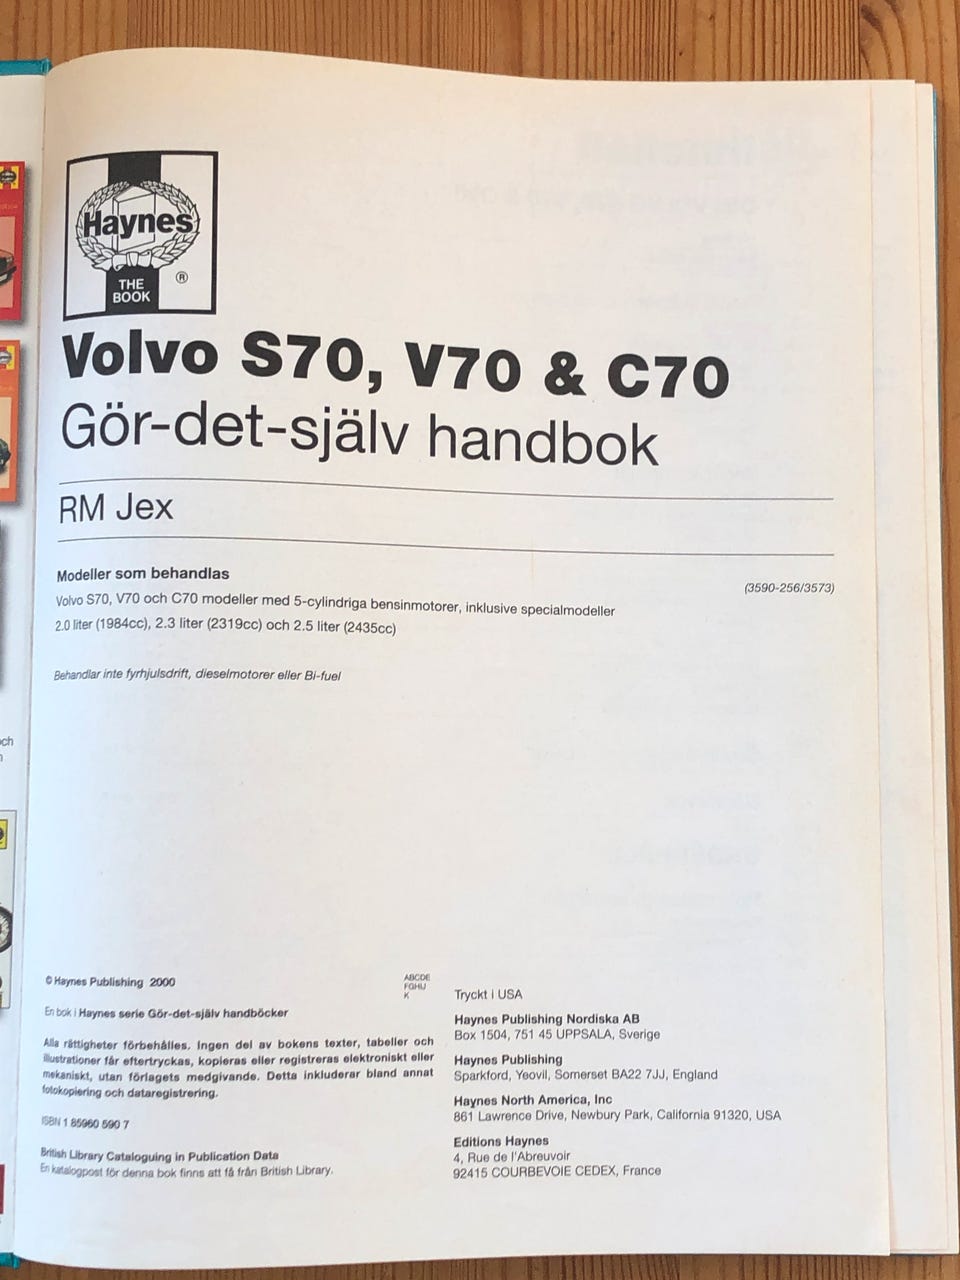 Haynes
THE
BOOK
®
Volvo S70, V70 & C70
Gör-det-själv handbok
RM Jex
Modeller som behandlas
(3590-256/3573)
Volvo S70, V70 och C70 modeller med 5-cylindriga bensinmotorer, inklusive specialmodeller
2.0 liter (1984cc), 2.3 liter (2319cc) och 2.5 liter (2435cc)
Behandlar inte fyrhjulsdrift, dieselmotorer eller Bi-fuel
© Haynes Publishing 2000
En bok i Haynes serie Gör-det-själv handböcker
Alla rättigheter förbehålles. Ingen del av bokens texter, tabeller och
illustrationer får eftertryckas, kopieras eller registreras elektroniskt eller
mekaniskt, utan förlagets medgivande. Detta inkluderar bland annat
fotokopiering och dataregistrering.
ISBN 1 85960 590 7
British Library Cataloguing in Publication Data
En katalogpost för denna bok finns att få från British Library.
ABCDE
FGHIJ
K
Tryckt i USA
Haynes Publishing Nordiska AB
Box 1504, 751 45 UPPSALA, Sverige
Haynes Publishing
Sparkford, Yeovil, Somerset BA22 7JJ, England
Haynes North America, Inc
861 Lawrence Drive, Newbury Park, California 91320, USA
Editions Haynes
4, Rue de l'Abreuvoir
92415 COURBEVOIE CEDEX, France